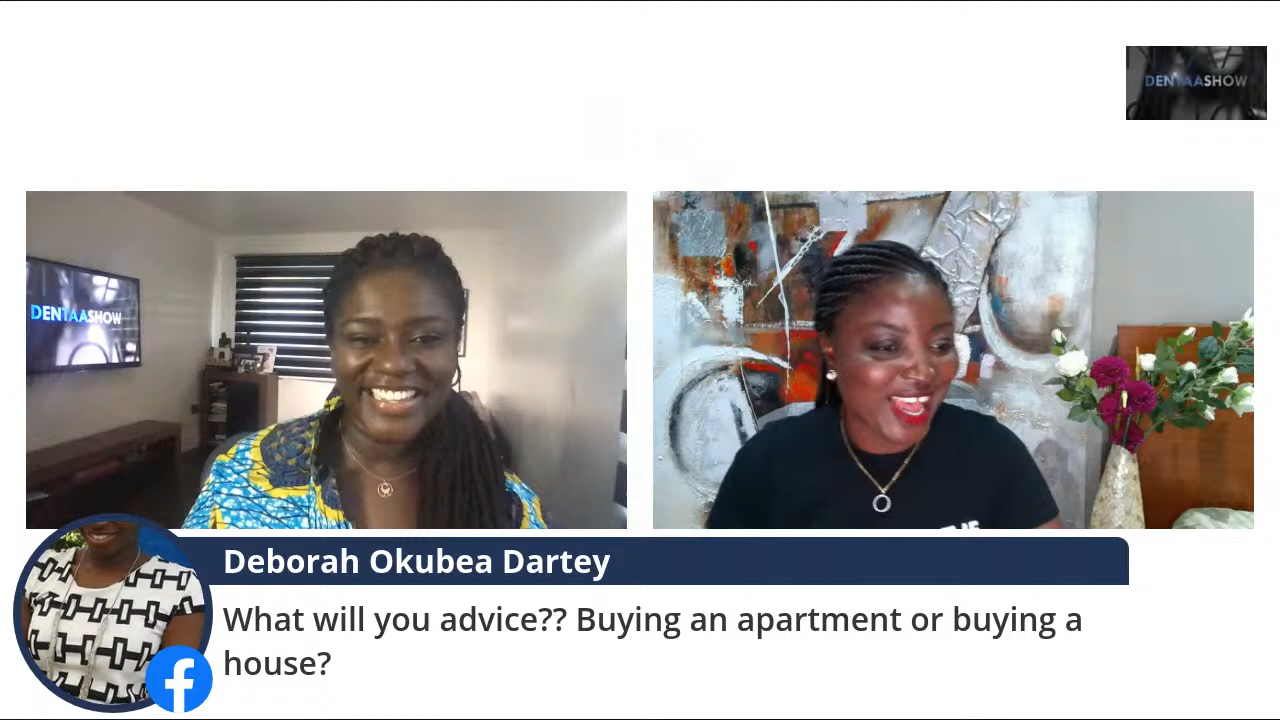 DENTAASHOW
DENTAASHOW
Deborah Okubea Dartey
What will you advice?? Buying an apartment or buying a
house?